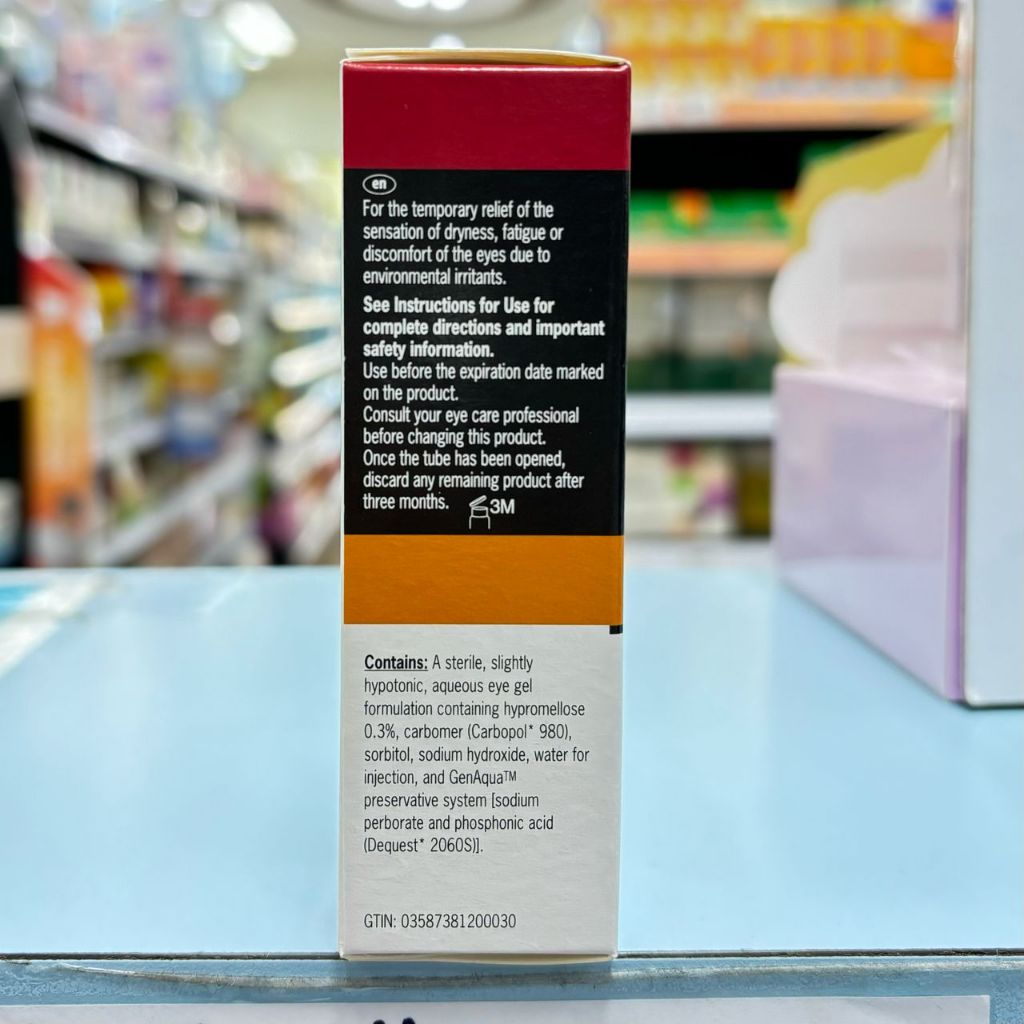 en
For the temporary relief of the
sensation of dryness, fatigue or
discomfort of the eyes due to
environmental irritants.
See Instructions for Use for
complete directions and important
safety information.
Use before the expiration date marked
on the product.
Consult your eye care professional
before changing this product.
Once the tube has been opened,
discard any remaining product after
three months.
3M
Contains: A sterile, slightly
hypotonic, aqueous eye gel
formulation containing hypromellose
0.3%, carbomer (Carbopol* 980),
sorbitol, sodium hydroxide, water for
injection, and GenAqua™
preservative system [sodium
perborate and phosphonic acid
(Dequest* 2060S)].
GTIN: 03587381200030